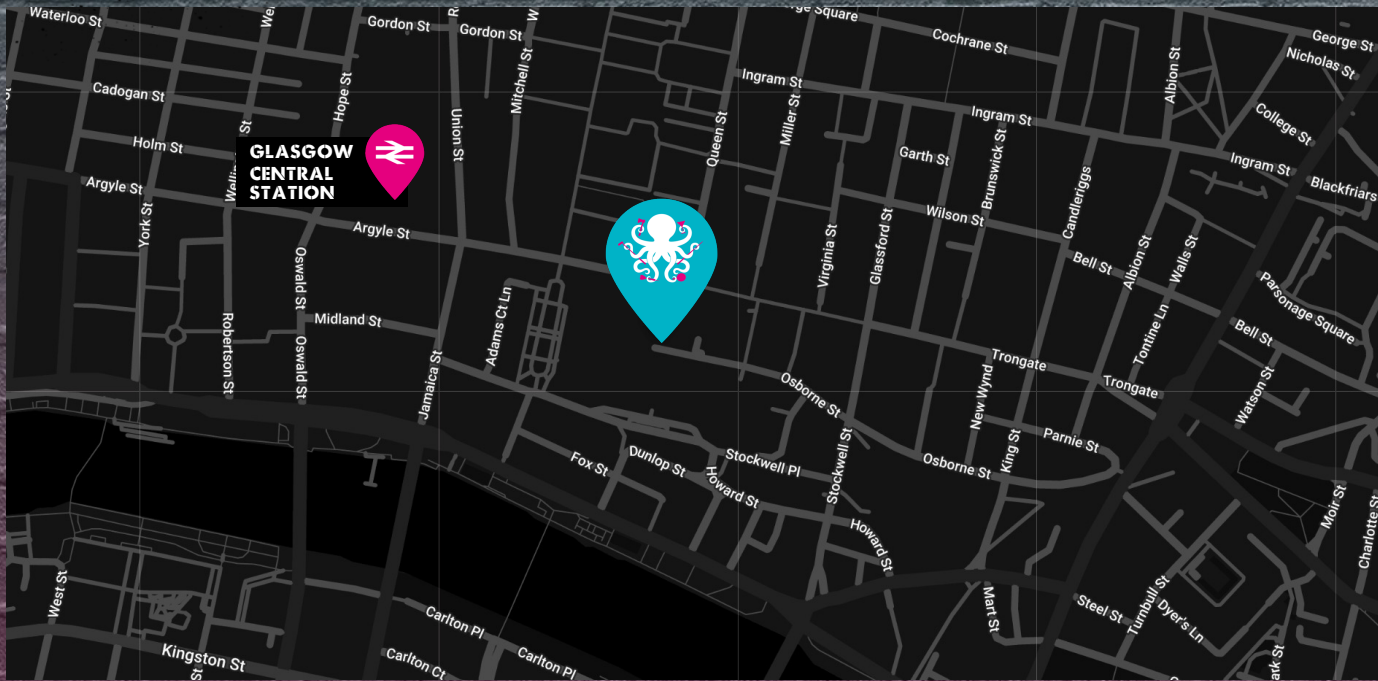 Waterloo St
Gordon St
Gordon St
Cochrane St
George St
Nicholas St
Cadogan St
Hope St
Mitchell St
Ingram St
Miller St
Albion St
Ingram St
College St
Holm St
Union St
Queen St
Garth St
Brunswick St
Ingram St
GLASGOW
CENTRAL
STATION
Argyle St
Blackfriars
York St
Argyle St
Wilson St
Candleriggs
Virginia St
Glassford St
Bell St
Albion St
Walls St
Oswald St
Midland St
Adams Ct Ln
Parsonage Square
Robertson St
Oswald St
Jamaica St
Tontine Ln
Bell St
Trongate
Trongate
Osborne St
New Wynd
Watson St
Fox St
Dunlop St
Stockwell Pl
Howard St
Stockwell St
Osborne St
King St
Parnie St
Howard St
Moir St
Charlotte St
West St
Carlton Pl
Mart St
Steel St
Turnbull St
Dyer's Ln
Kingston St
St
Carlton Ct
Carlton Pl